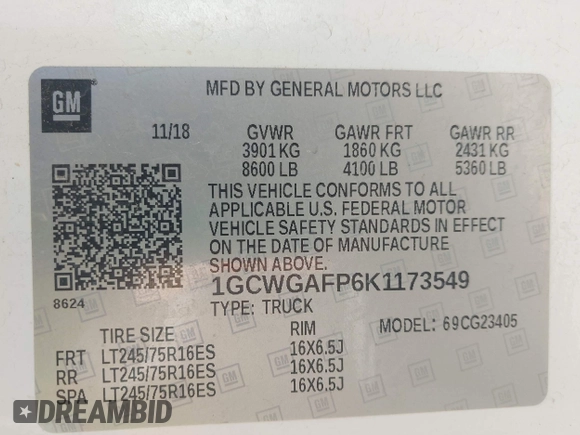 GM
MFD BY GENERAL MOTORS LLC
11/18 GVWR GAWR FRT GAWR RR
3901 KG 1860 KG 2431 KG
8600 LB 4100 LB 5360 LB
THIS VEHICLE CONFORMS TO ALL
APPLICABLE U.S. FEDERAL MOTOR
VEHICLE SAFETY STANDARDS IN EFFECT
ON THE DATE OF MANUFACTURE
SHOWN ABOVE.
1GCWGAFP6K1173549
8624
TYPE: TRUCK
MODEL: 69CG23405
TIRE SIZE RIM
FRT LT245/75R16ES 16X6.5J
RR LT245/75R16ES 16X6.5J
SPA LT245/75R16ES 16X6.5J
DREAMBID